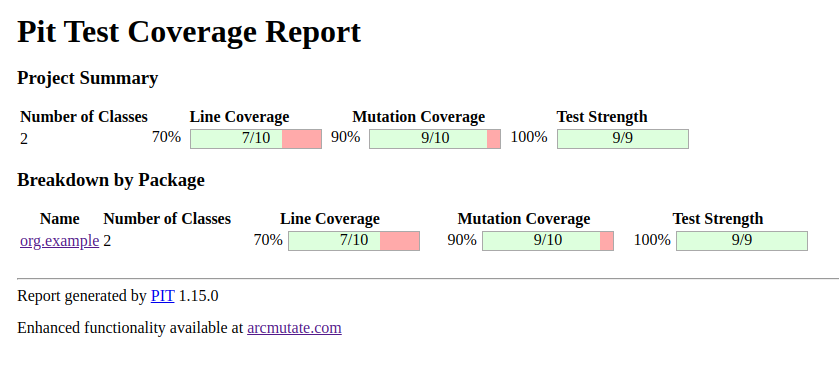 Pit Test Coverage Report
Project Summary
Number of Classes Line Coverage Mutation Coverage Test Strength
2 70% 7/10 90% 9/10 100% 9/9
Breakdown by Package
Name Number of Classes Line Coverage Mutation Coverage Test Strength
org.example 2 70% 7/10 90% 9/10 100% 9/9
Report generated by PIT 1.15.0
Enhanced functionality available at arcmutate.com